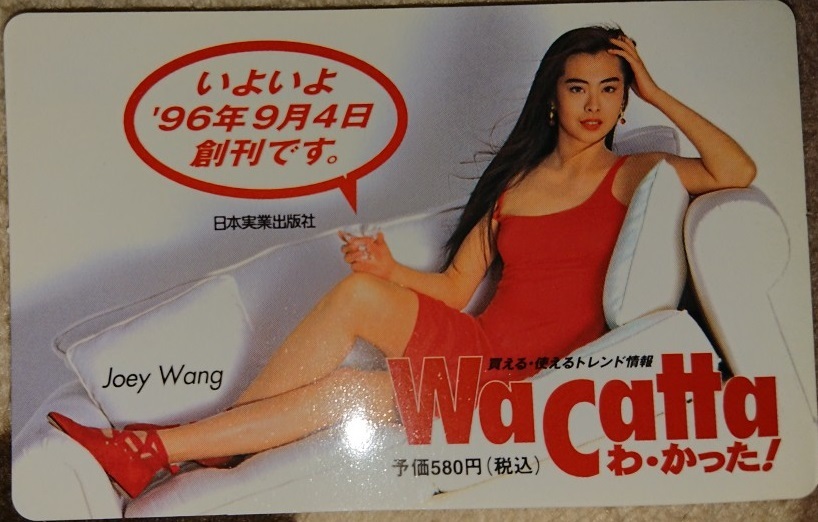 いよいよ
'96年9月4日
創刊です。
日本実業出版社
Joey Wang
買える・使えるトレンド情報
Wacatta
わ・かった!
予価580円(税込)